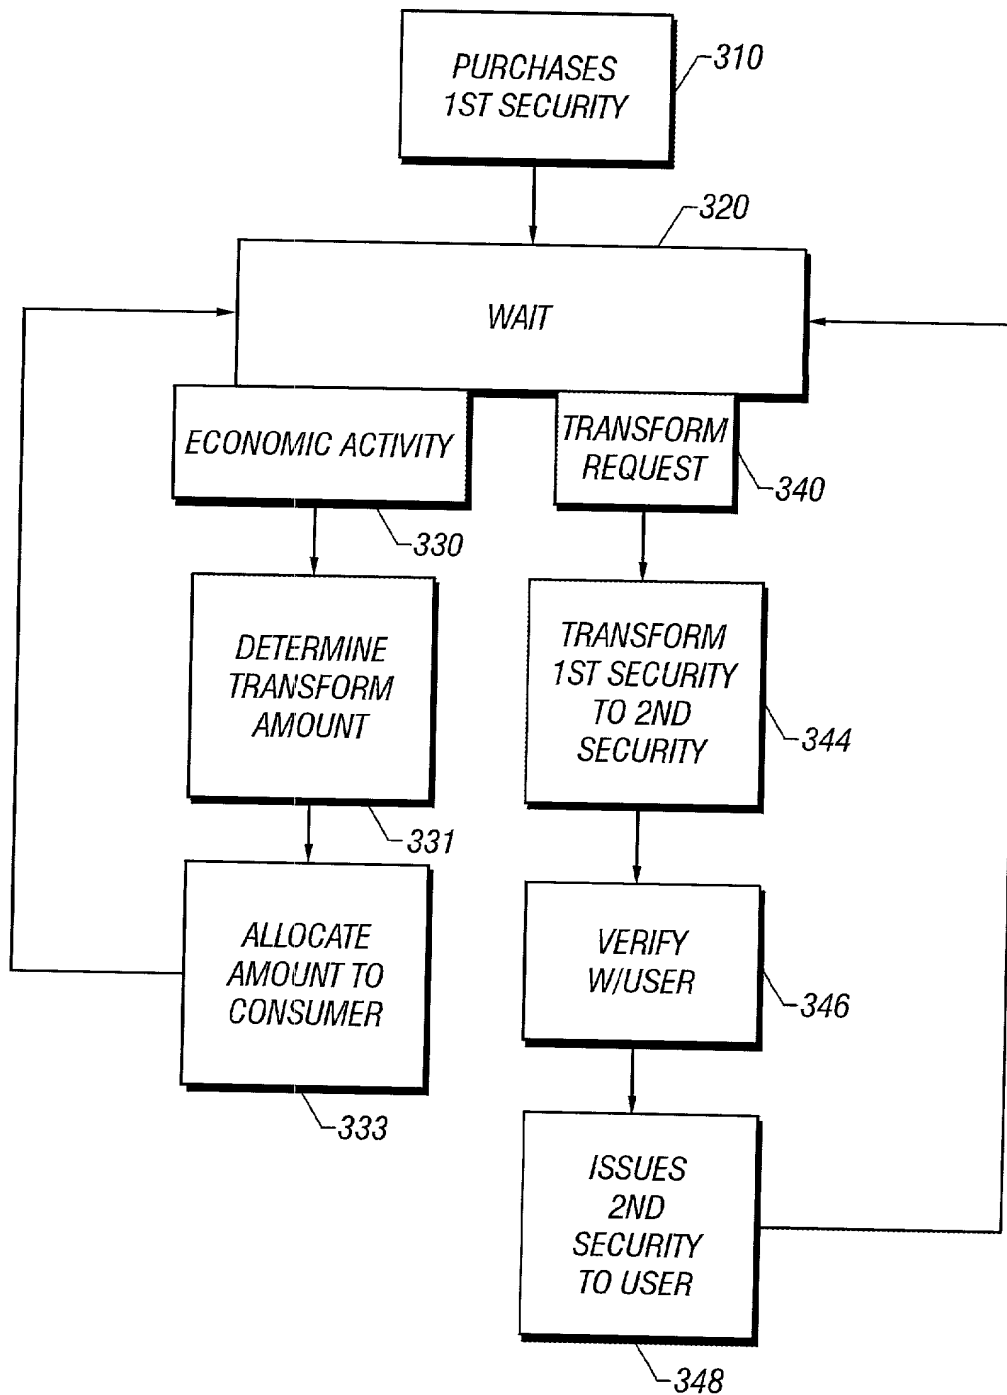 PURCHASES
1ST SECURITY
310
320
WAIT
ECONOMIC ACTIVITY
330
TRANSFORM
REQUEST
340
DETERMINE
TRANSFORM
AMOUNT
331
TRANSFORM
1ST SECURITY
TO 2ND
SECURITY
344
ALLOCATE
AMOUNT TO
CONSUMER
333
VERIFY
W/USER
346
ISSUES
2ND
SECURITY
TO USER
348